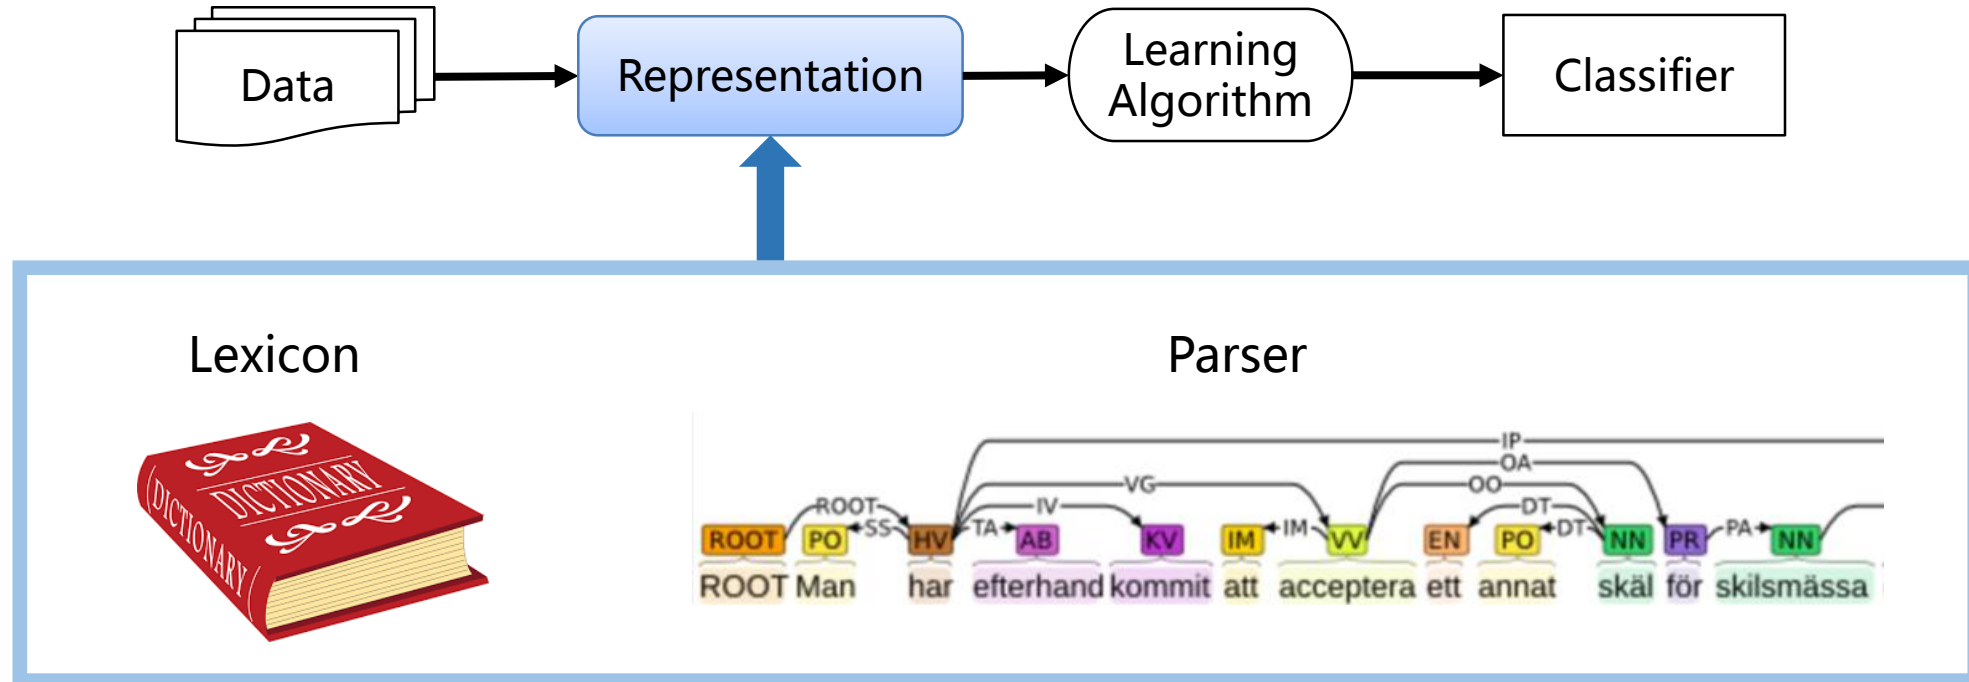 Data
Representation
Learning
Algorithm
Classifier
Lexicon
Parser
DICTIONARY
DICTIONARY
IP
OA
VG
OO
ROOT
IV
DT
SS
TA
IM
DT
PA
ROOT PO HV AB KV IM VV EN PO NN PR NN
ROOT Man har efterhand kommit att acceptera ett annat skäl för skilsmässa